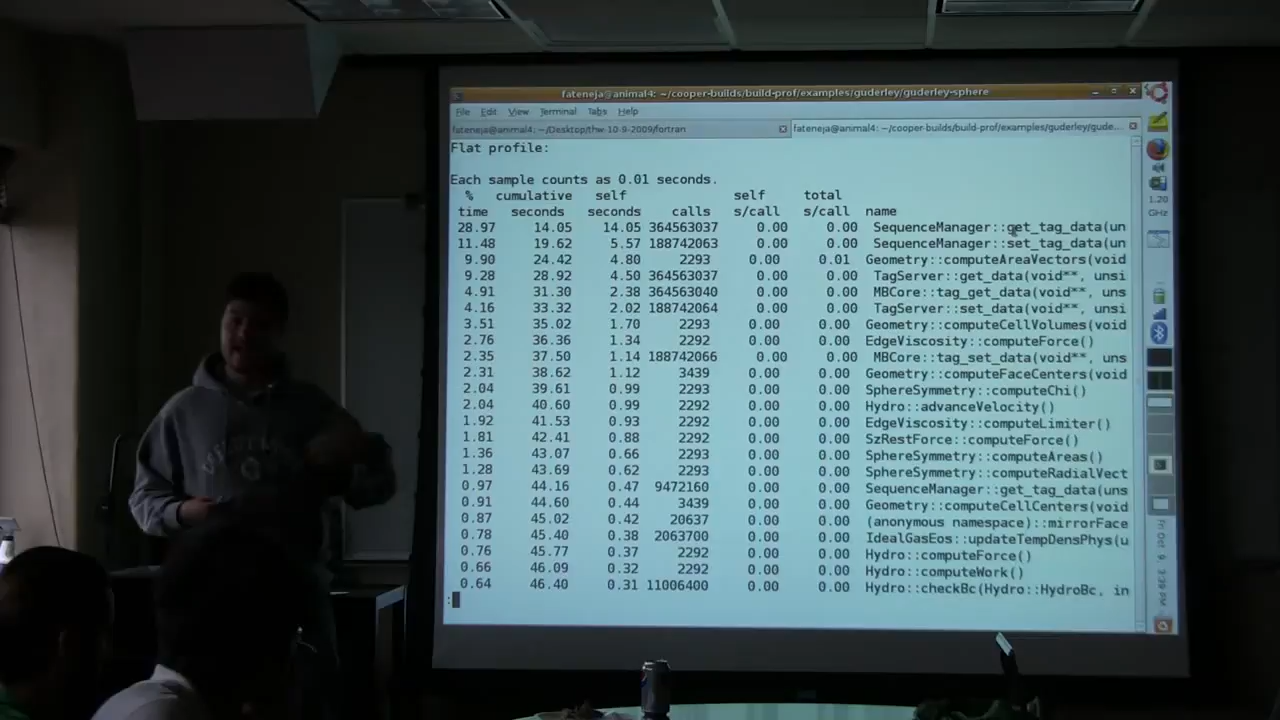 fateneja@animal4: ~/cooper-builds/build-prof/examples/guderley/guderley-sphere
File Edit View Terminal Tabs Help
fateneja@animal4: ~/Desktop/thw-10-9-2009/fortran
fateneja@animal4: ~/cooper-builds/build-prof/examples/guderley/gude...
Flat profile:
Each sample counts as 0.01 seconds.
% cumulative self self total
time seconds seconds calls s/call s/call name
28.97 14.05 14.05 364563037 0.00 0.00 SequenceManager::get_tag_data(un
11.48 19.62 5.57 188742063 0.00 0.00 SequenceManager::set_tag_data(un
9.90 24.42 4.80 2293 0.00 0.01 Geometry::computeAreaVectors(void
9.28 28.92 4.50 364563037 0.00 0.00 TagServer::get_data(void**, unsi
4.91 31.30 2.38 364563040 0.00 0.00 MBCore::tag_get_data(void**, uns
4.16 33.32 2.02 188742064 0.00 0.00 TagServer::set_data(void**, unsi
3.51 35.02 1.70 2293 0.00 0.00 Geometry::computeCellVolumes(void
2.76 36.36 1.34 2292 0.00 0.00 EdgeViscosity::computeForce()
2.35 37.50 1.14 188742066 0.00 0.00 MBCore::tag_set_data(void**, uns
2.31 38.62 1.12 3439 0.00 0.00 Geometry::computeFaceCenters(void
2.04 39.61 0.99 2293 0.00 0.00 SphereSymmetry::computeChi()
2.04 40.60 0.99 2292 0.00 0.00 Hydro::advanceVelocity()
1.92 41.53 0.93 2292 0.00 0.00 EdgeViscosity::computeLimiter()
1.81 42.41 0.88 2292 0.00 0.00 SzRestForce::computeForce()
1.36 43.07 0.66 2293 0.00 0.00 SphereSymmetry::computeAreas()
1.28 43.69 0.62 2293 0.00 0.00 SphereSymmetry::computeRadialVect
0.97 44.16 0.47 9472160 0.00 0.00 SequenceManager::get_tag_data(uns
0.91 44.60 0.44 3439 0.00 0.00 Geometry::computeCellCenters(void
0.87 45.02 0.42 20637 0.00 0.00 (anonymous namespace)::mirrorFace
0.78 45.40 0.38 2063700 0.00 0.00 IdealGasEos::updateTempDensPhys(u
0.76 45.77 0.37 2292 0.00 0.00 Hydro::computeForce()
0.66 46.09 0.32 2292 0.00 0.00 Hydro::computeWork()
0.64 46.40 0.31 11006400 0.00 0.00 Hydro::checkBc(Hydro::HydroBc, in
:
1.20
GHz
Fri Oct 9, 2:39 PM